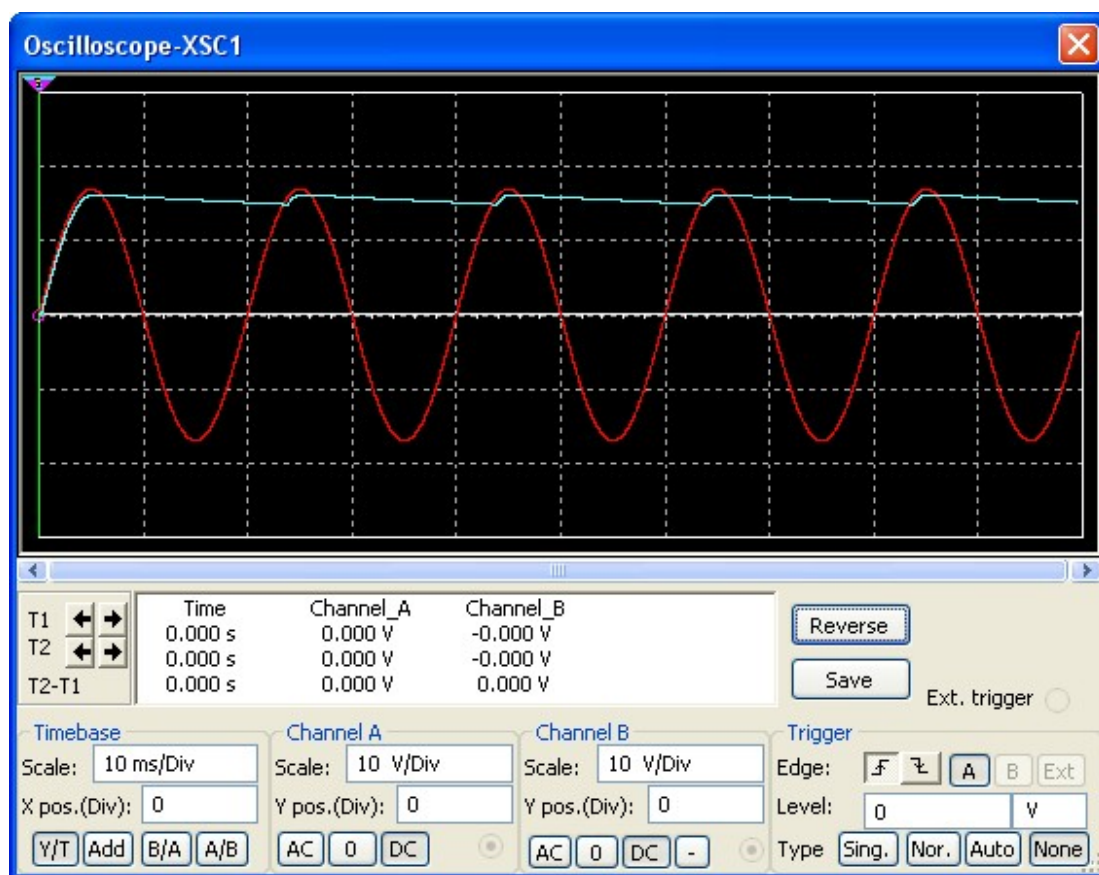 Oscilloscope-XSC1
Time Channel_A Channel_B
T1 0.000 s 0.000 V -0.000 V
T2 0.000 s 0.000 V -0.000 V
T2-T1 0.000 s 0.000 V 0.000 V
Reverse
Save
Ext. trigger
Timebase
Scale: 10 ms/Div
X pos.(Div): 0
Y/T Add B/A A/B
Channel A
Scale: 10 V/Div
Y pos.(Div): 0
AC 0 DC
Channel B
Scale: 10 V/Div
Y pos.(Div): 0
AC 0 DC -
Trigger
Edge: A B Ext
Level: 0 V
Type Sing. Nor. Auto None